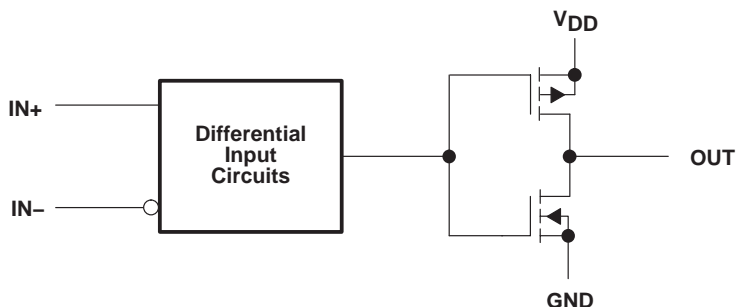 VDD
IN+
Differential
Input
Circuits
OUT
IN–
GND